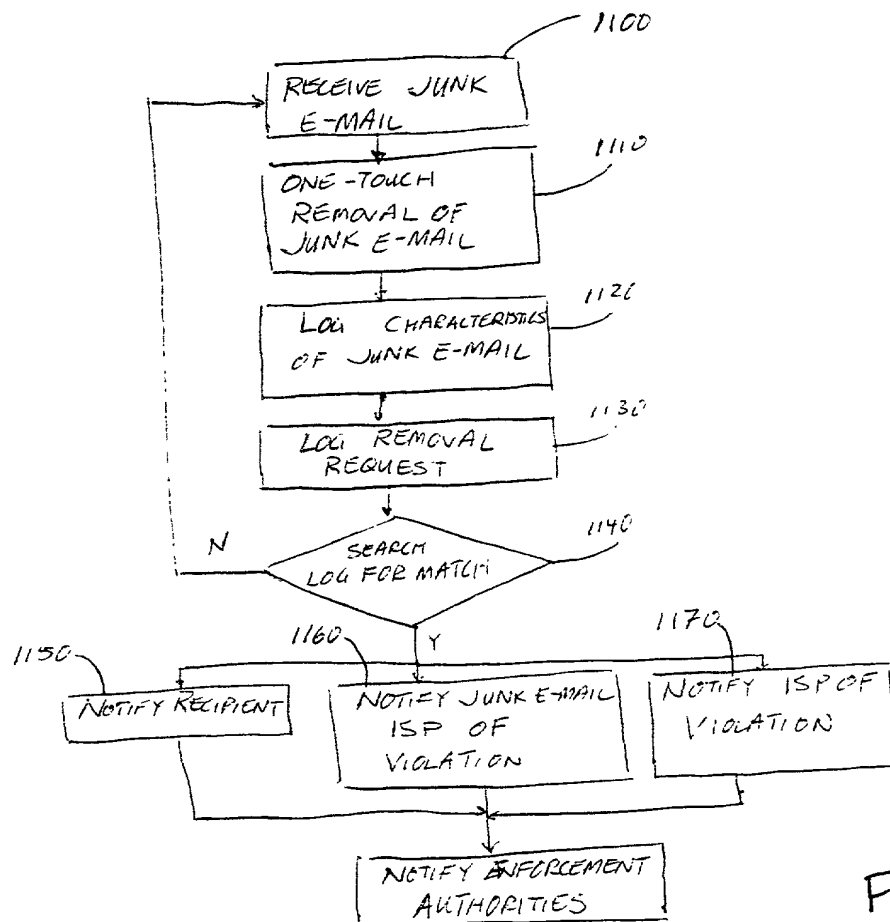 1100
RECEIVE JUNK
E-MAIL
1110
ONE-TOUCH
REMOVAL OF
JUNK E-MAIL
1120
LOG CHARACTERISTICS
OF JUNK E-MAIL
1130
LOG REMOVAL
REQUEST
1140
N
SEARCH
LOG FOR MATCH
Y
1150
1160
1170
NOTIFY RECIPIENT
NOTIFY JUNK E-MAIL
ISP OF
VIOLATION
NOTIFY ISP OF
VIOLATION
NOTIFY ENFORCEMENT
AUTHORITIES
F